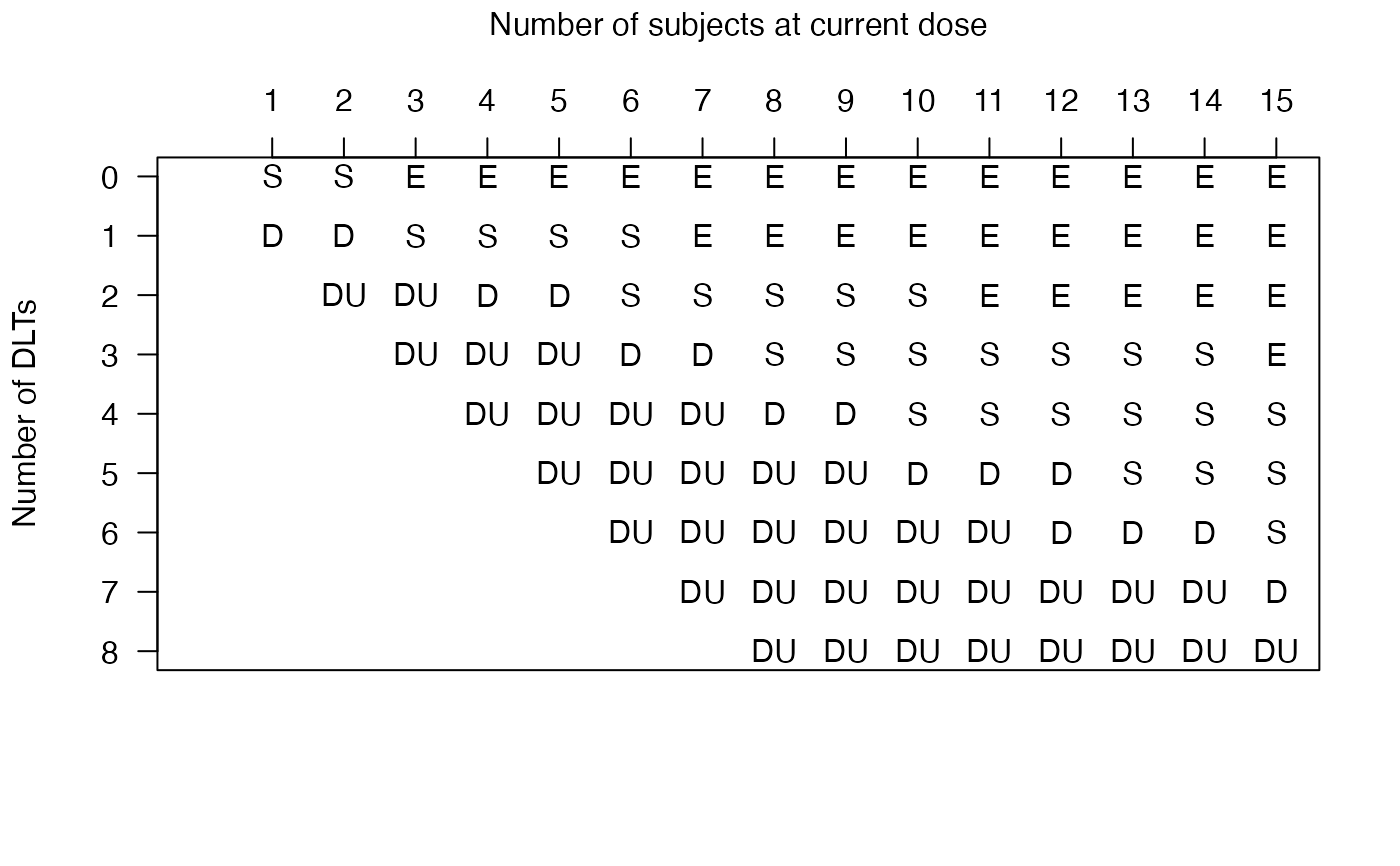 Number of subjects at current dose
1 2 3 4 5 6 7 8 9 10 11 12 13 14 15
Number of DLTs
0 S S E E E E E E E E E E E E E
1 D D S S S S E E E E E E E E E
2 DU DU D D S S S S S E E E E E
3 DU DU DU D D S S S S S S S E
4 DU DU DU DU D D S S S S S S
5 DU DU DU DU DU D D D S S S
6 DU DU DU DU DU DU D D D S
7 DU DU DU DU DU DU DU DU D
8 DU DU DU DU DU DU DU DU